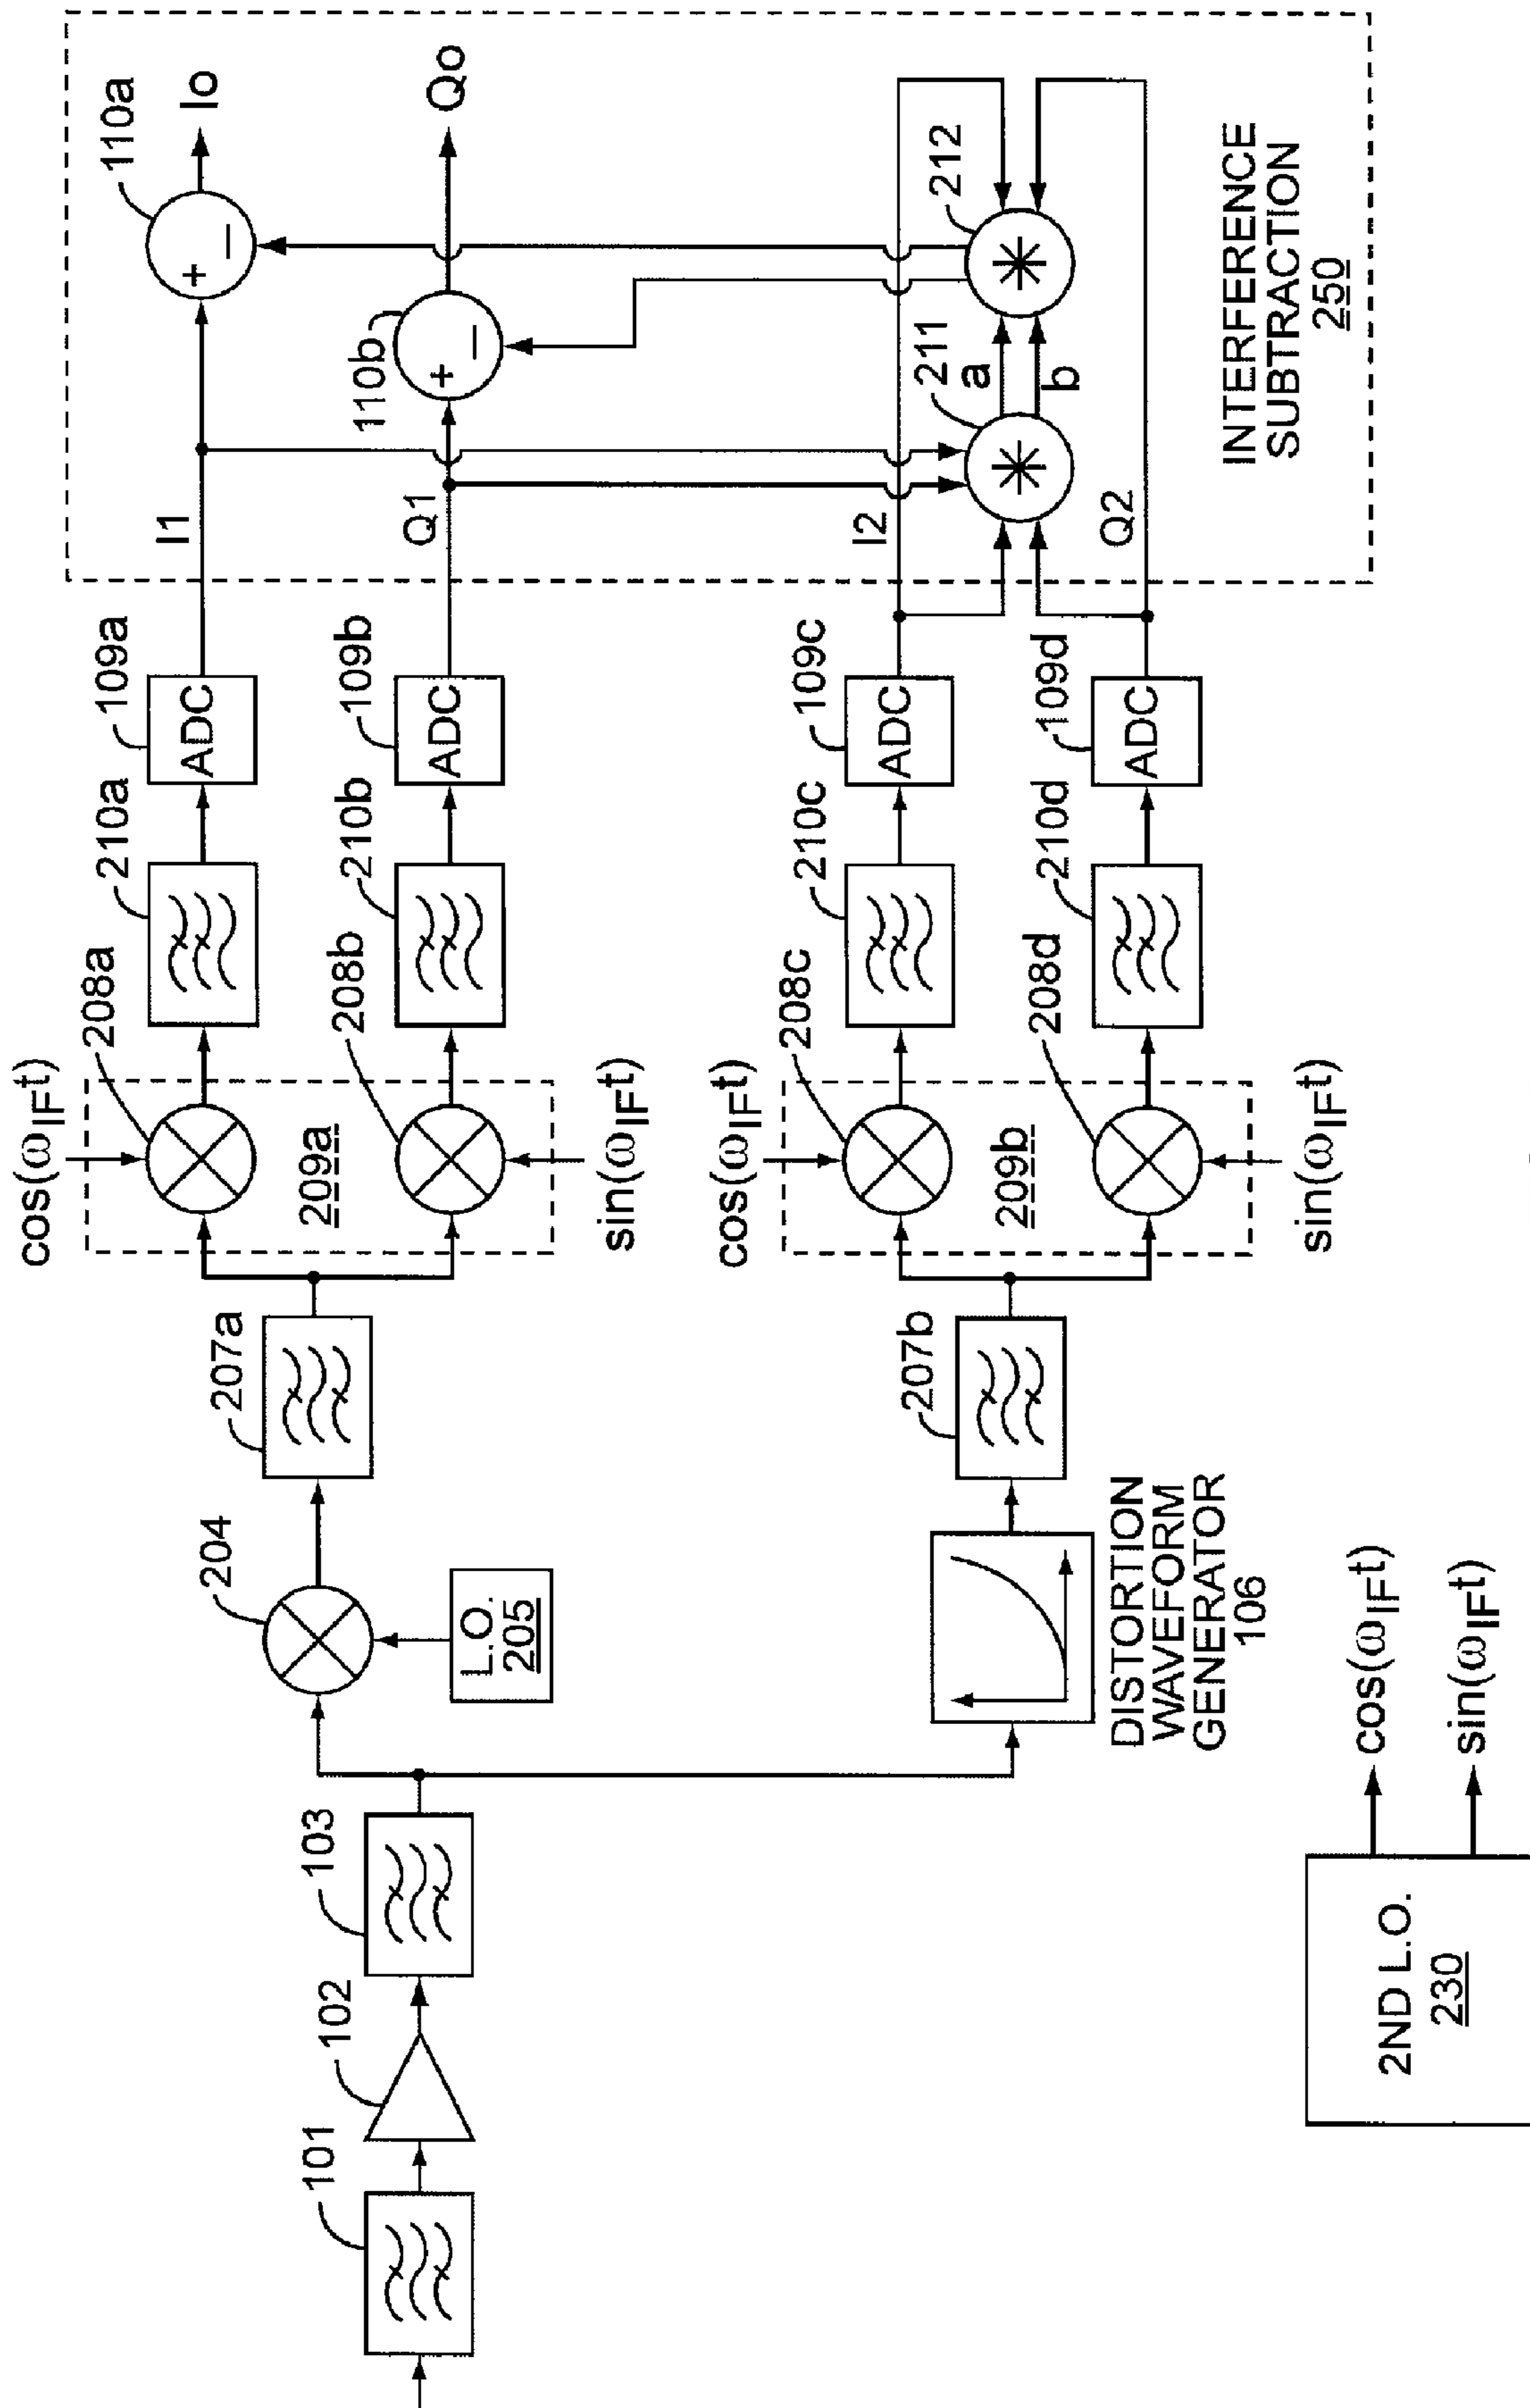 101
102
103
204
L.O.
205
207a
cos(ωIFt)
208a
209a
208b
sin(ωIFt)
210a
109a
ADC
210b
109b
ADC
I1
Q1
110a
Io
110b
Qo
+
−
+
−
DISTORTION
WAVEFORM
GENERATOR
106
207b
cos(ωIFt)
208c
209b
208d
sin(ωIFt)
210c
109c
ADC
210d
109d
ADC
I2
Q2
211
a
b
212
INTERFERENCE
SUBTRACTION
250
2ND L.O.
230
cos(ωIFt)
sin(ωIFt)